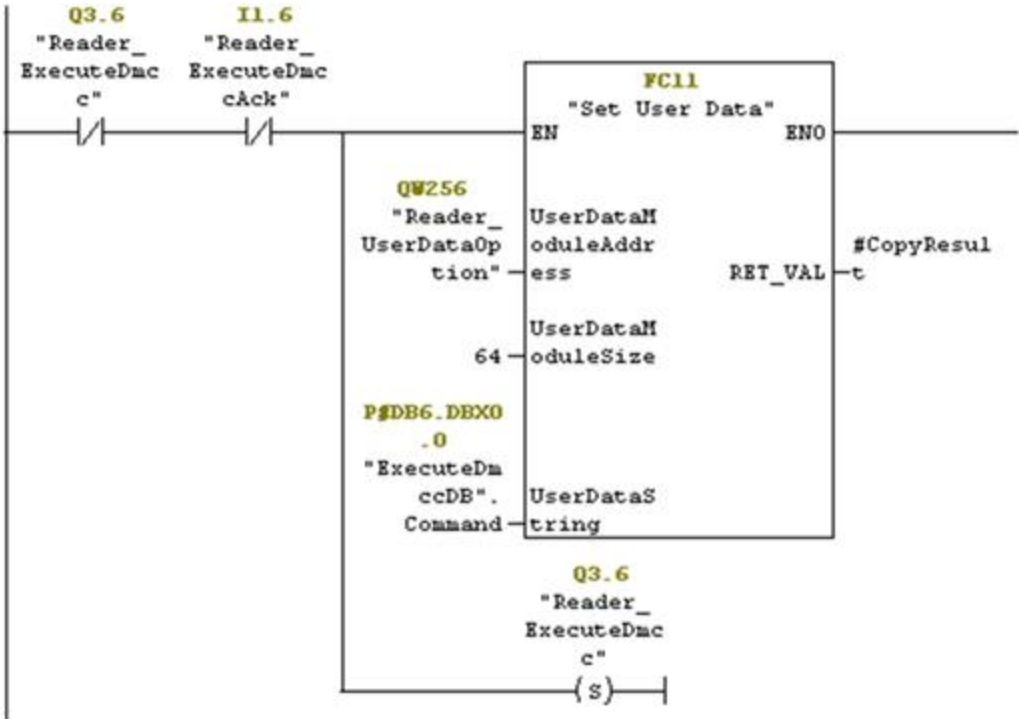 Q3.6
"Reader_
ExecuteDmc
c"
I1.6
"Reader_
ExecuteDmc
cAck"
FC11
"Set User Data"
EN
ENO
QW256
"Reader_
UserDataOp
tion"
UserDataM
oduleAddr
ess
RET_VAL
#CopyResul
t
64
UserDataM
oduleSize
P#DB6.DBX0
.0
"ExecuteDm
ccDB".
Command
UserDataS
tring
Q3.6
"Reader_
ExecuteDmc
c"
S